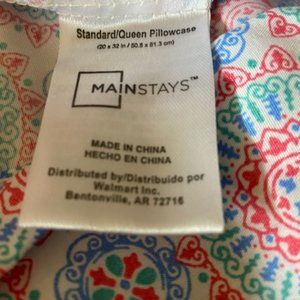 Standard/Queen Pillowcase
(20 x 32 in / 50.8 x 81.3 cm)
MAINSTAYS™
MADE IN CHINA
HECHO EN CHINA
Distributed by/Distribuido por
Walmart Inc.
Bentonville, AR 72716